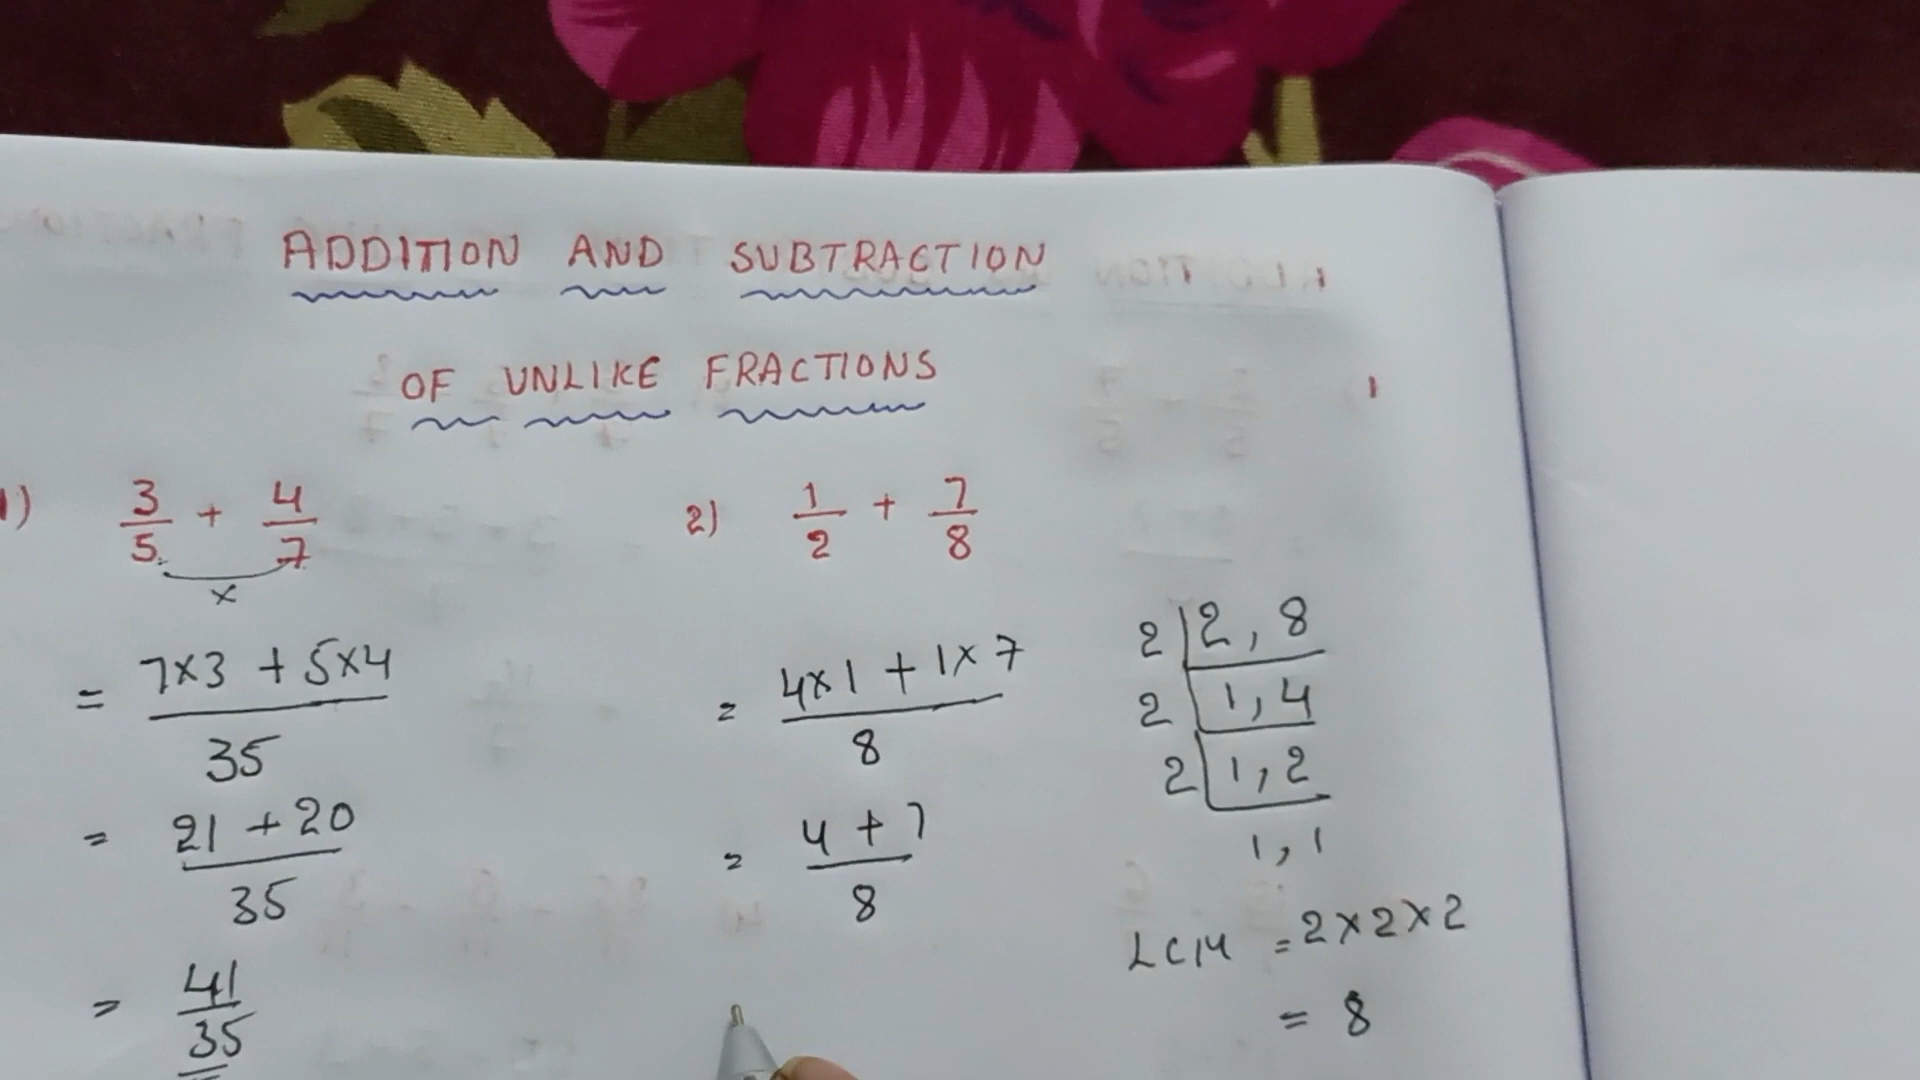 ADDITION AND SUBTRACTION
OF UNLIKE FRACTIONS
1) 3/5 + 4/7
×
= 7×3 + 5×4 / 35
= 21 + 20 / 35
= 41/35
2) 1/2 + 7/8
= 4×1 + 1×7 / 8
= 4 + 7 / 8
2 | 2, 8
2 | 1, 4
2 | 1, 2
1, 1
LCM = 2×2×2
= 8